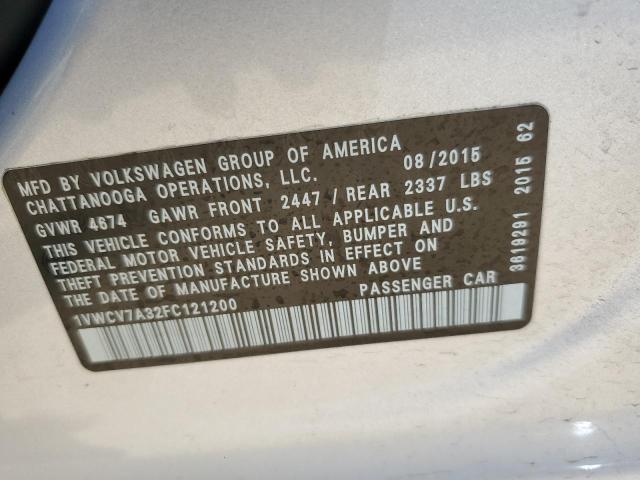 MFD BY VOLKSWAGEN GROUP OF AMERICA
CHATTANOOGA OPERATIONS, LLC. 08/2015
GVWR 4674 GAWR FRONT 2447 / REAR 2337 LBS
THIS VEHICLE CONFORMS TO ALL APPLICABLE U.S.
FEDERAL MOTOR VEHICLE SAFETY, BUMPER AND
THEFT PREVENTION STANDARDS IN EFFECT ON
THE DATE OF MANUFACTURE SHOWN ABOVE
1VWCV7A32FC121200 PASSENGER CAR
3619291 2015 62